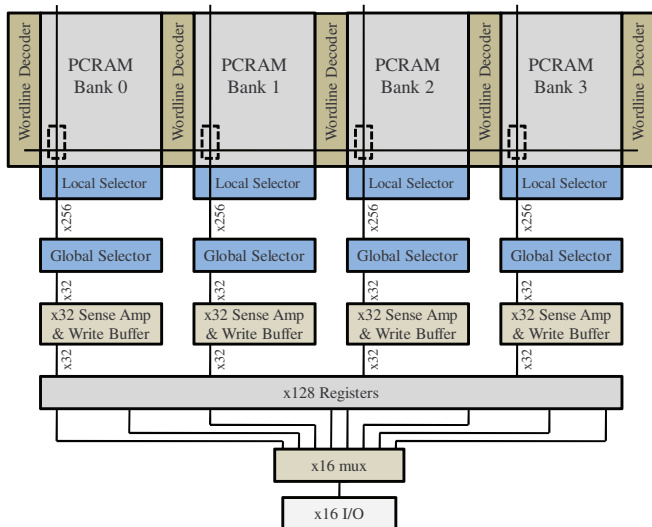 Wordline Decoder
PCRAM
Bank 0
Wordline Decoder
PCRAM
Bank 1
Wordline Decoder
PCRAM
Bank 2
Wordline Decoder
PCRAM
Bank 3
Wordline Decoder
Local Selector
Local Selector
Local Selector
Local Selector
x256
x256
x256
x256
Global Selector
Global Selector
Global Selector
Global Selector
x32
x32
x32
x32
x32 Sense Amp
& Write Buffer
x32 Sense Amp
& Write Buffer
x32 Sense Amp
& Write Buffer
x32 Sense Amp
& Write Buffer
x32
x32
x32
x32
x128 Registers
x16 mux
x16 I/O